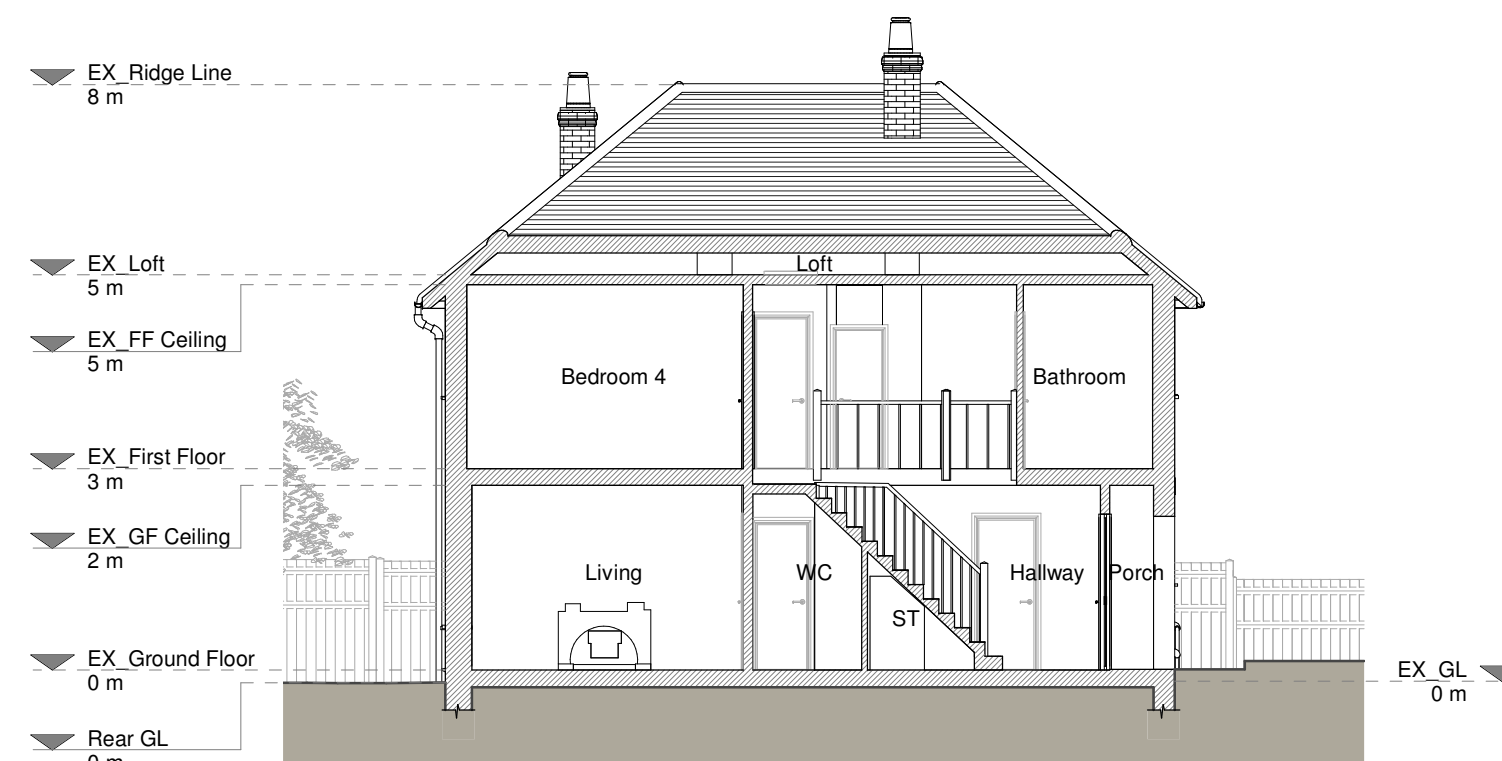 EX_Ridge Line
8 m
EX_Loft
5 m
Loft
EX_FF Ceiling
5 m
Bedroom 4
Bathroom
EX_First Floor
3 m
EX_GF Ceiling
2 m
Living
WC
Hallway
Porch
ST
EX_Ground Floor
0 m
EX_GL
0 m
Rear GL
0 m